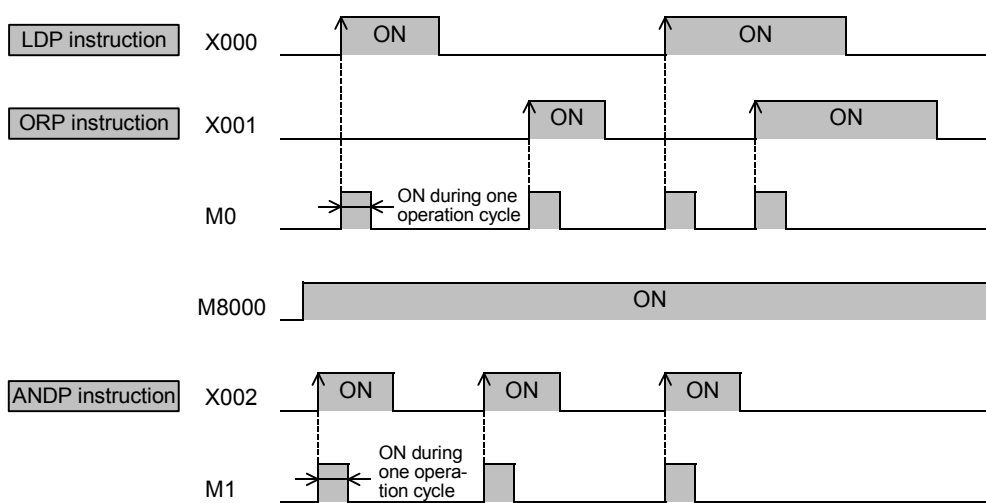 LDP instruction X000 ON ON
ORP instruction X001 ON ON
M0 ON during one
operation cycle
M8000 ON
ANDP instruction X002 ON ON ON
M1 ON during
one opera-
tion cycle